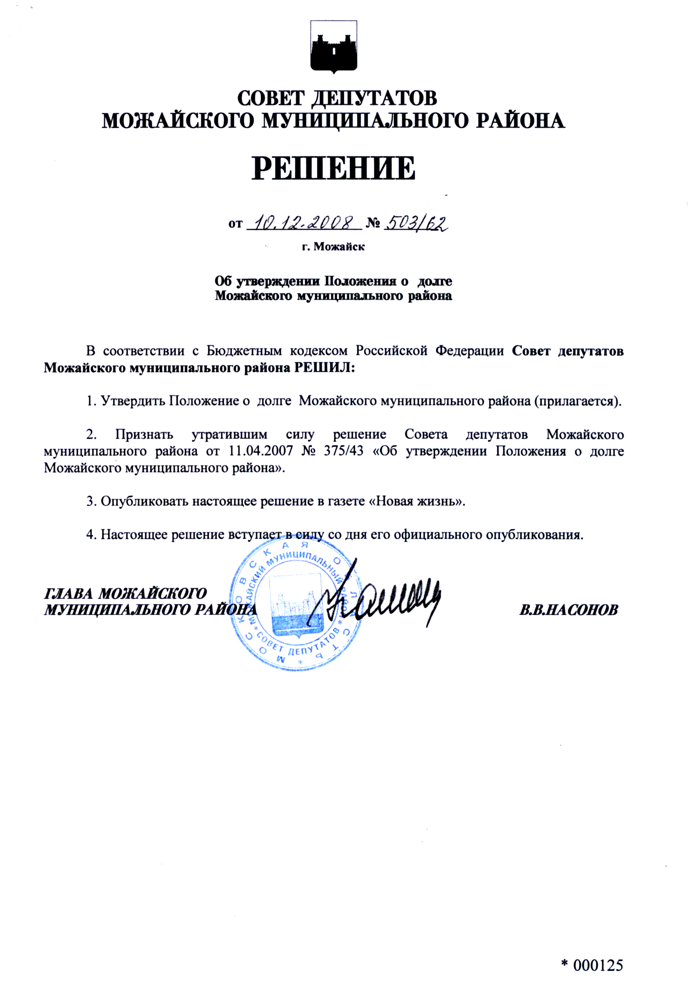 СОВЕТ ДЕПУТАТОВ
МОЖАЙСКОГО МУНИЦИПАЛЬНОГО РАЙОНА
РЕШЕНИЕ
от 10.12.2008 № 503/62
г. Можайск
Об утверждении Положения о долге
Можайского муниципального района
В соответствии с Бюджетным кодексом Российской Федерации Совет депутатов
Можайского муниципального района РЕШИЛ:
1. Утвердить Положение о долге Можайского муниципального района (прилагается).
2. Признать утратившим силу решение Совета депутатов Можайского
муниципального района от 11.04.2007 № 375/43 «Об утверждении Положения о долге
Можайского муниципального района».
3. Опубликовать настоящее решение в газете «Новая жизнь».
4. Настоящее решение вступает в силу со дня его официального опубликования.
ГЛАВА МОЖАЙСКОГО
МУНИЦИПАЛЬНОГО РАЙОНА В.В.НАСОНОВ
* МОСКОВСКАЯ ОБЛАСТЬ
* МОЖАЙСКИЙ МУНИЦИПАЛЬНЫЙ РАЙОН *
СОВЕТ ДЕПУТАТОВ
* 000125